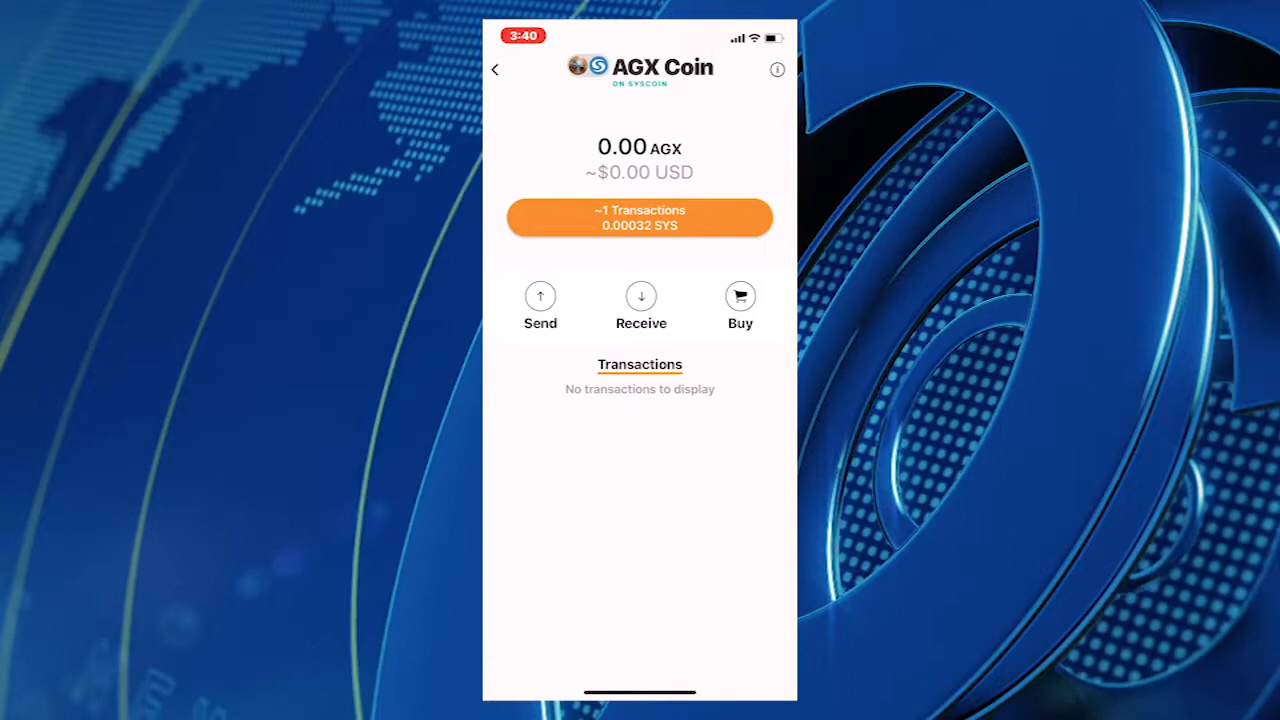 3:40
AGX Coin
ON SYSCOIN
0.00 AGX
~$0.00 USD
~1 Transactions
0.00032 SYS
Send
Receive
Buy
Transactions
No transactions to display